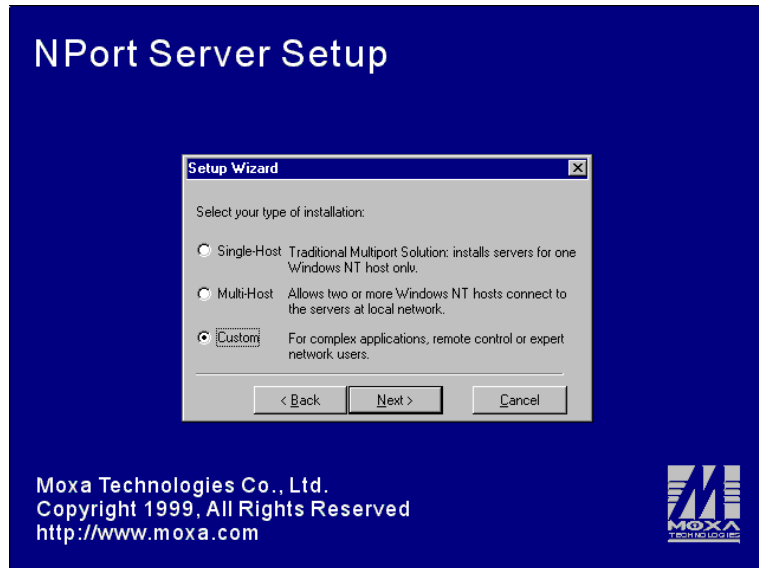 NPort Server Setup
Setup Wizard
Select your type of installation:
Single-Host Traditional Multiport Solution: installs servers for one
Windows NT host only.
Multi-Host Allows two or more Windows NT hosts connect to
the servers at local network.
Custom For complex applications, remote control or expert
network users.
< Back Next > Cancel
Moxa Technologies Co., Ltd.
Copyright 1999, All Rights Reserved
http://www.moxa.com
MOXA
TECHNOLOGIES